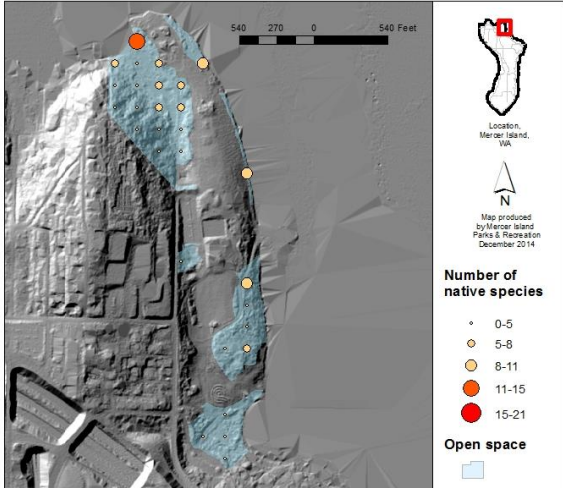 540 270 0 540 Feet
Location,
Mercer Island,
WA
N
Map produced
by Mercer Island
Parks & Recreation
December 2014
Number of
native species
0-5
5-8
8-11
11-15
15-21
Open space